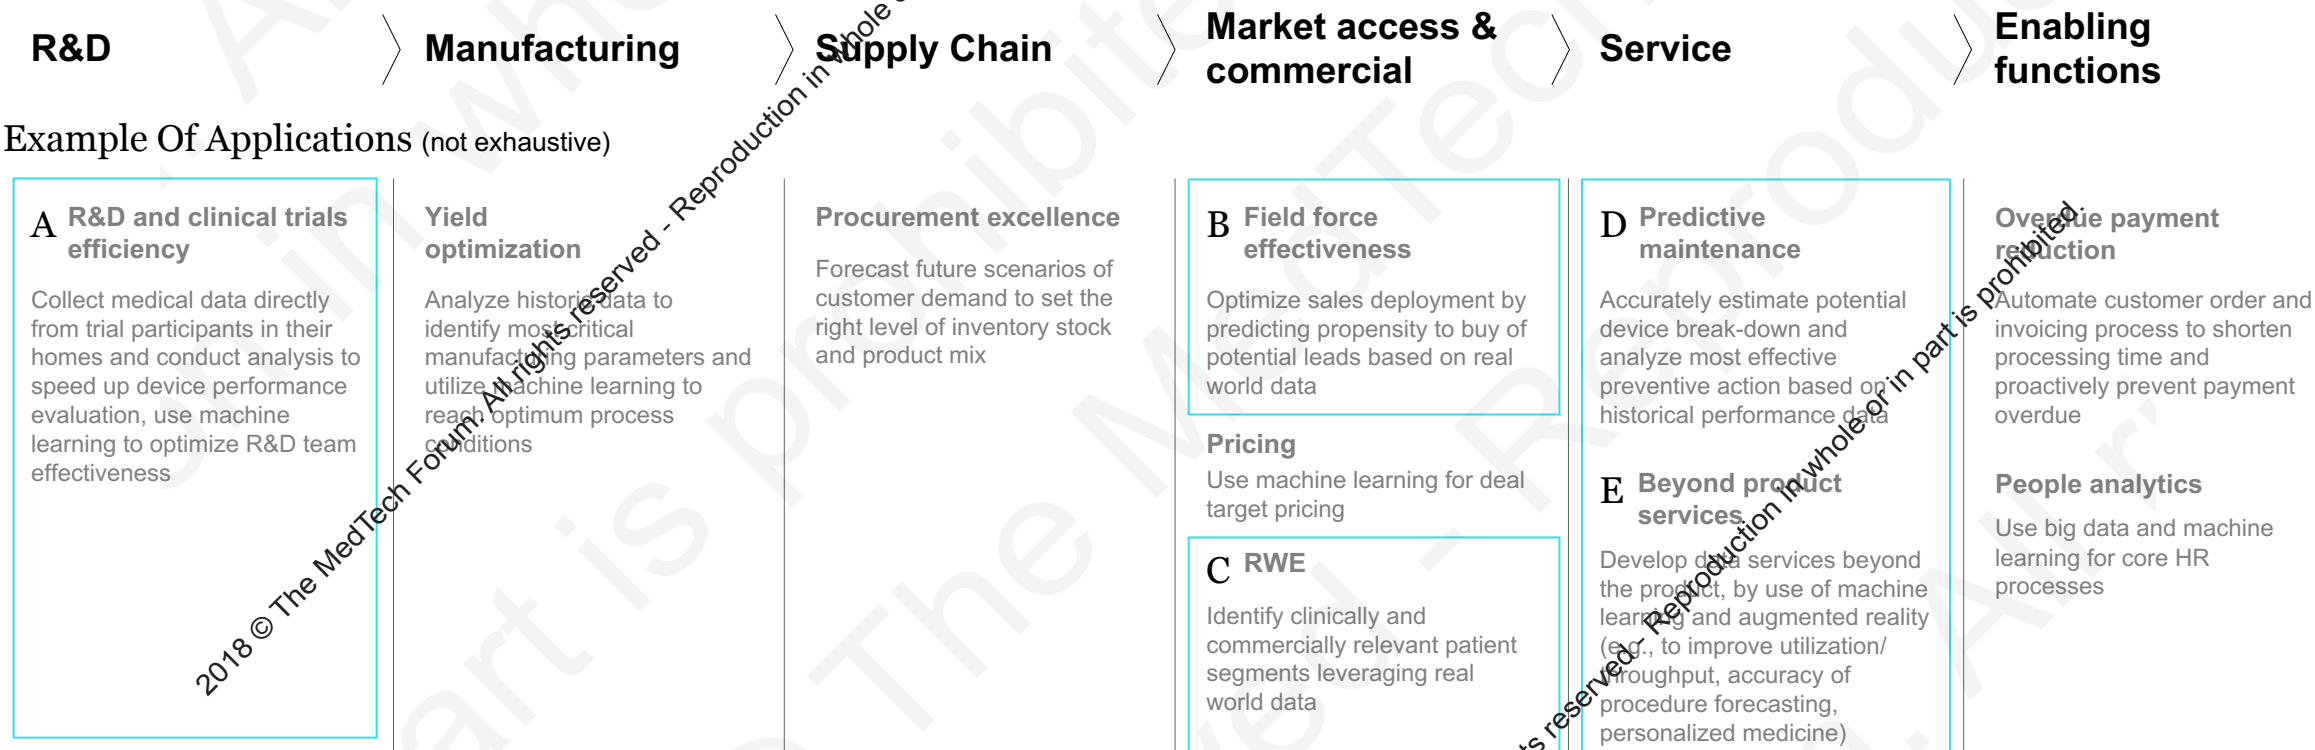 R&D
Manufacturing
Supply Chain
Market access &
commercial
Service
Enabling
functions
Example Of Applications (not exhaustive)
A R&D and clinical trials
efficiency
Collect medical data directly
from trial participants in their
homes and conduct analysis to
speed up device performance
evaluation, use machine
learning to optimize R&D team
effectiveness
Yield
optimization
Analyze historic data to
identify most critical
manufacturing parameters and
utilize machine learning to
reach optimum process
conditions
Procurement excellence
Forecast future scenarios of
customer demand to set the
right level of inventory stock
and product mix
B Field force
effectiveness
Optimize sales deployment by
predicting propensity to buy of
potential leads based on real
world data
Pricing
Use machine learning for deal
target pricing
C RWE
Identify clinically and
commercially relevant patient
segments leveraging real
world data
D Predictive
maintenance
Accurately estimate potential
device break-down and
analyze most effective
preventive action based on
historical performance data
E Beyond product
services
Develop data services beyond
the product, by use of machine
learning and augmented reality
(e.g., to improve utilization/
throughput, accuracy of
procedure forecasting,
personalized medicine)
Overdue payment
reduction
Automate customer order and
invoicing process to shorten
processing time and
proactively prevent payment
overdue
People analytics
Use big data and machine
learning for core HR
processes
2018 © The MedTech Forum. All rights reserved - Reproduction in whole
reserved - Reproduction in whole or in part is prohibited.